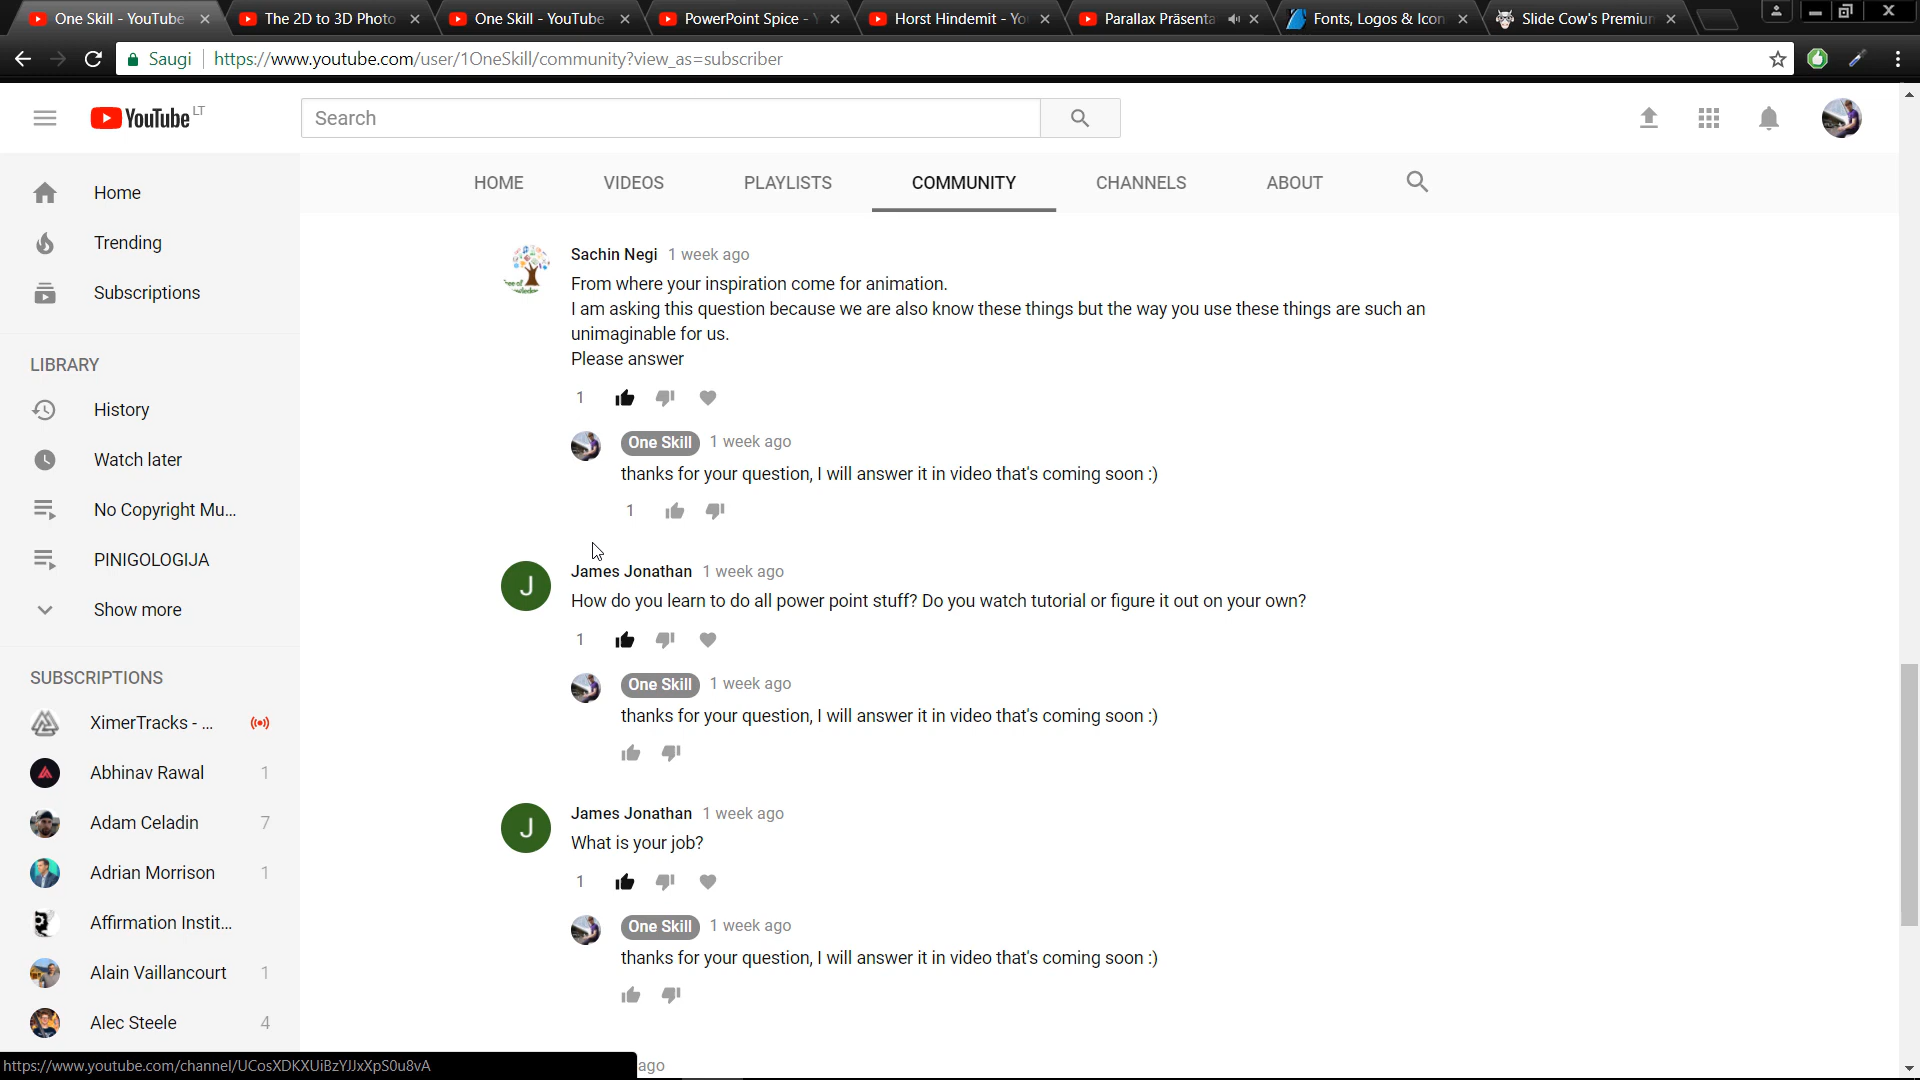 One Skill - YouTube
The 2D to 3D Photo
One Skill - YouTube
PowerPoint Spice -
Horst Hindemit - Yo
Parallax Präsenta
Fonts, Logos & Icon
Slide Cow's Premium
Saugi
https://www.youtube.com/user/1OneSkill/community?view_as=subscriber
YouTube LT
Search
HOME
VIDEOS
PLAYLISTS
COMMUNITY
CHANNELS
ABOUT
Home
Trending
Subscriptions
LIBRARY
History
Watch later
No Copyright Mu...
PINIGOLOGIJA
Show more
SUBSCRIPTIONS
XimerTracks - ...
Abhinav Rawal 1
Adam Celadin 7
Adrian Morrison 1
Affirmation Instit...
Alain Vaillancourt 1
Alec Steele 4
Sachin Negi 1 week ago
From where your inspiration come for animation.
I am asking this question because we are also know these things but the way you use these things are such an
unimaginable for us.
Please answer
1
One Skill 1 week ago
thanks for your question, I will answer it in video that's coming soon :)
1
J
James Jonathan 1 week ago
How do you learn to do all power point stuff? Do you watch tutorial or figure it out on your own?
1
One Skill 1 week ago
thanks for your question, I will answer it in video that's coming soon :)
J
James Jonathan 1 week ago
What is your job?
1
One Skill 1 week ago
thanks for your question, I will answer it in video that's coming soon :)
ago
https://www.youtube.com/channel/UCosXDKXUiBzYJJxXpS0u8vA